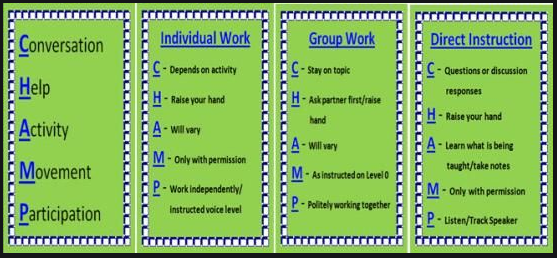 Conversation
Help
Activity
Movement
Participation
Individual Work
C - Depends on activity
H - Raise your hand
A - Will vary
M - Only with permission
P - Work independently/
instructed voice level
Group Work
C - Stay on topic
H - Ask partner first/raise
hand
A - Will vary
M - As instructed on Level 0
P - Politely working together
Direct Instruction
C - Questions or discussion
responses
H - Raise your hand
A - Learn what is being
taught/take notes
M - Only with permission
P - Listen/Track Speaker